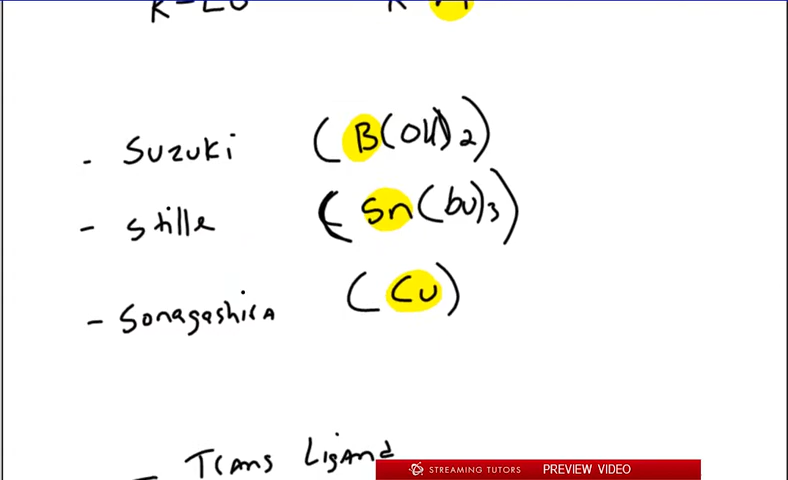 - Suzuki (B(OH)2)
- Stille (Sn(bu)3)
- Sonagashira (Cu)
- Trans Ligand
STREAMING TUTORS PREVIEW VIDEO